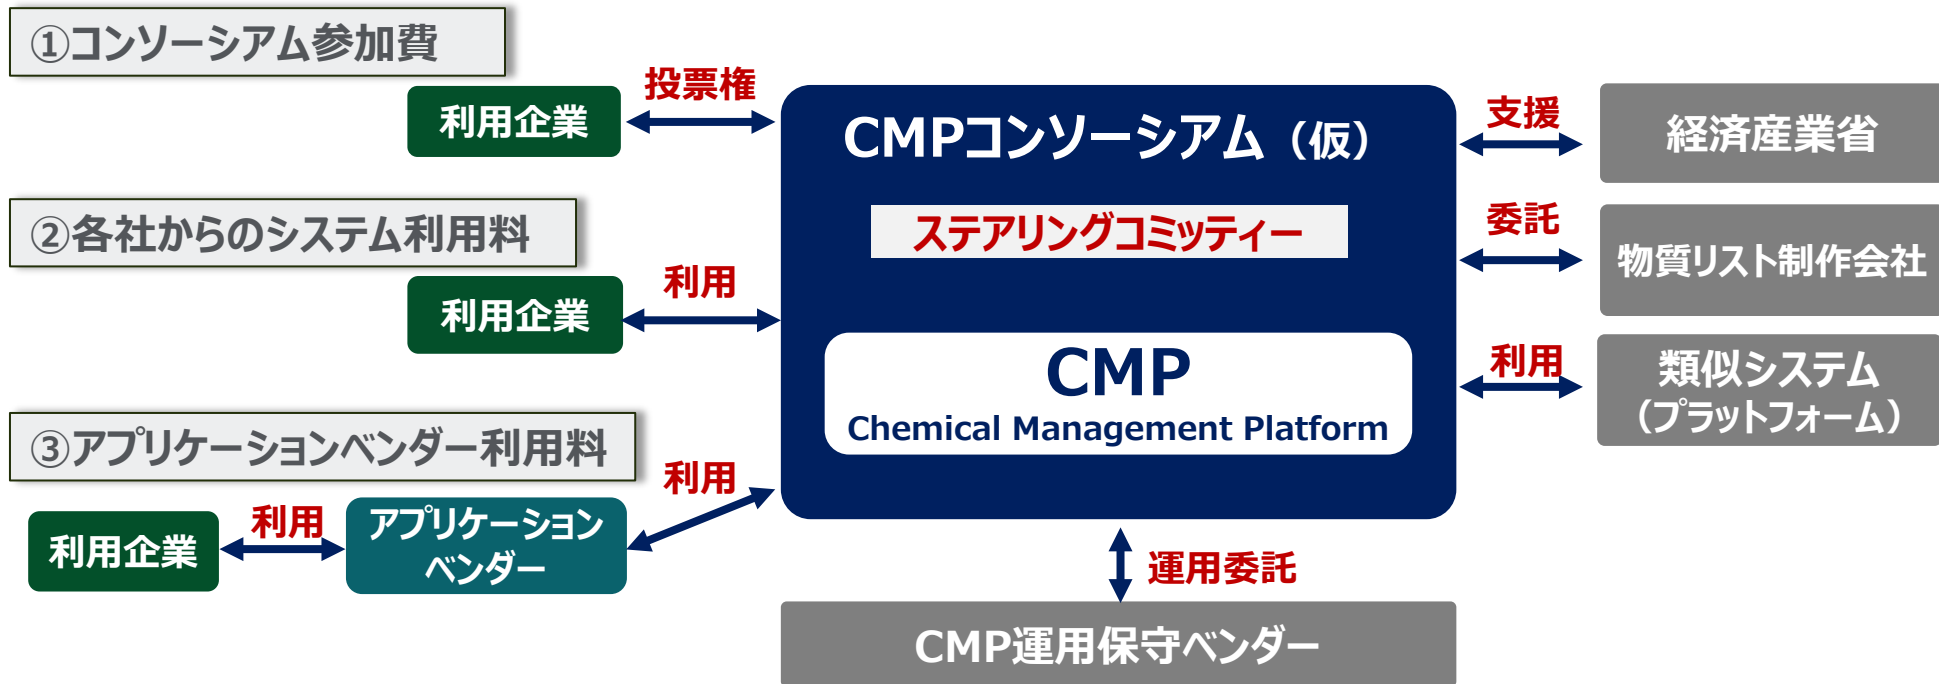 ①コンソーシアム参加費
利用企業
投票権
②各社からのシステム利用料
利用企業
利用
③アプリケーションベンダー利用料
利用企業
利用
アプリケーション
ベンダー
利用
CMPコンソーシアム（仮）
ステアリングコミッティー
CMP
Chemical Management Platform
運用委託
CMP運用保守ベンダー
支援
経済産業省
委託
物質リスト制作会社
利用
類似システム
（プラットフォーム）